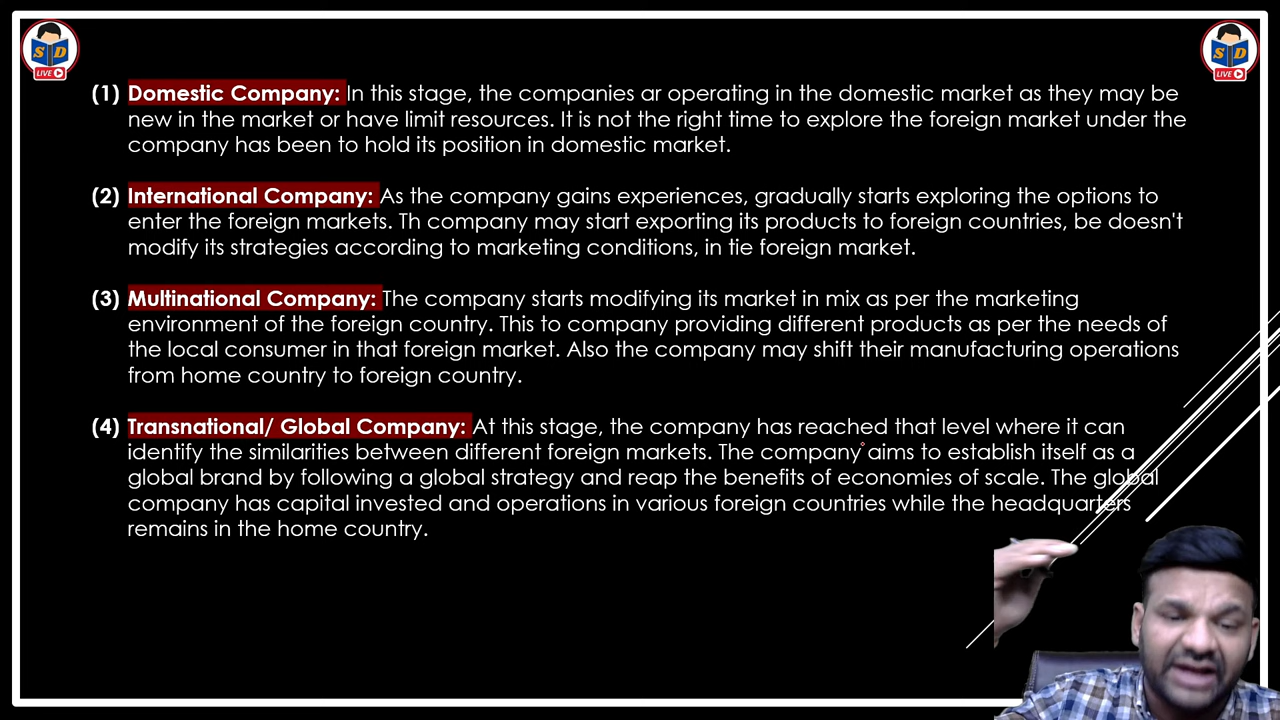 S D
LIVE
S D
LIVE
(1) Domestic Company: In this stage, the companies ar operating in the domestic market as they may be
new in the market or have limit resources. It is not the right time to explore the foreign market under the
company has been to hold its position in domestic market.
(2) International Company: As the company gains experiences, gradually starts exploring the options to
enter the foreign markets. Th company may start exporting its products to foreign countries, be doesn't
modify its strategies according to marketing conditions, in tie foreign market.
(3) Multinational Company: The company starts modifying its market in mix as per the marketing
environment of the foreign country. This to company providing different products as per the needs of
the local consumer in that foreign market. Also the company may shift their manufacturing operations
from home country to foreign country.
(4) Transnational/ Global Company: At this stage, the company has reached that level where it can
identify the similarities between different foreign markets. The company aims to establish itself as a
global brand by following a global strategy and reap the benefits of economies of scale. The global
company has capital invested and operations in various foreign countries while the headquarters
remains in the home country.